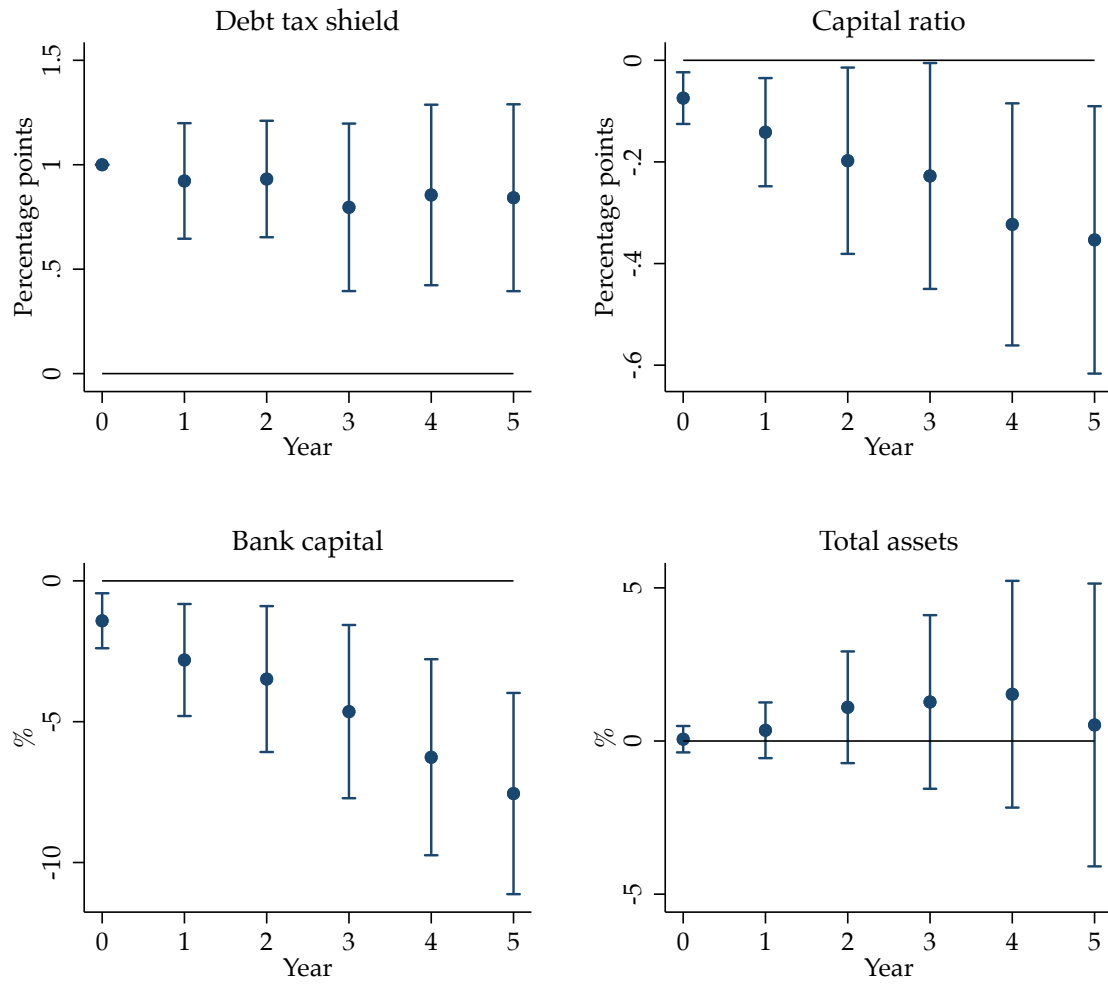 Debt tax shield
Percentage points
1.5
1
.5
0
0 1 2 3 4 5
Year
Capital ratio
Percentage points
0
-.2
-.4
-.6
0 1 2 3 4 5
Year
Bank capital
%
0
-5
-10
0 1 2 3 4 5
Year
Total assets
%
5
0
-5
0 1 2 3 4 5
Year